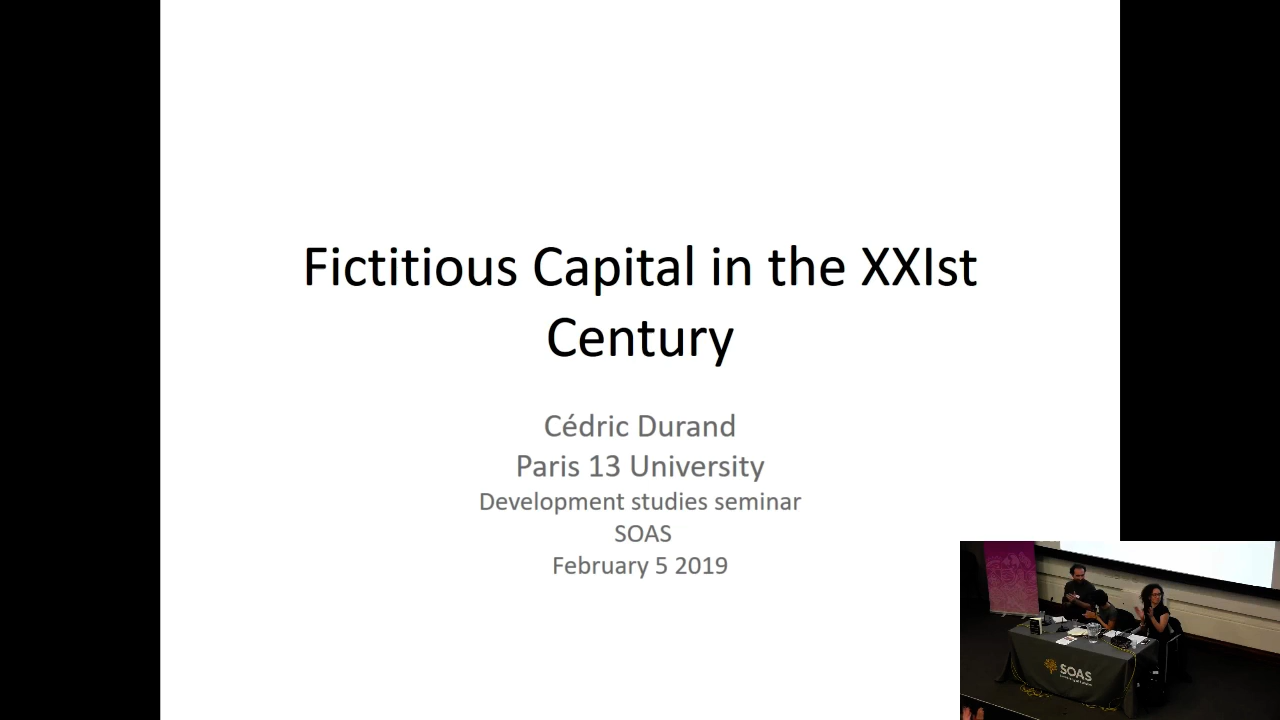 Fictitious Capital in the XXIst
Century
Cédric Durand
Paris 13 University
Development studies seminar
SOAS
February 5 2019
SOAS